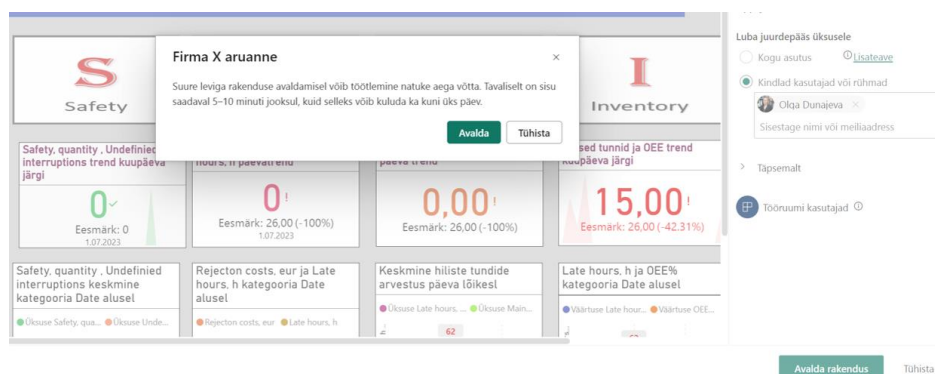 Luba juurdepääs üksusele
Kogu asutus
Lisateave
Kindlad kasutajad või rühmad
Olga Dunajeva
Sisestage nimi või meiliaadress
Täpsemalt
Tööruumi kasutajad
Firma X aruanne
Suure leviga rakenduse avaldamisel võib töötlemine natuke aega võtta. Tavaliselt on sisu
saadaval 5–10 minuti jooksul, kuid selleks võib kuluda ka kuni üks päev.
Avalda
Tühista
S
Safety
I
Inventory
Safety, quantity , Undefined
interruptions trend kuupäeva
järgi
0
Eesmärk: 0
1.07.2023
hours, h päevatrend
0!
Eesmärk: 26,00 (-100%)
1.07.2023
päeva trend
0,00!
Eesmärk: 26,00 (-100%)
sed tunnid ja OEE trend
kuupäeva järgi
15,00!
Eesmärk: 26,00 (-42.31%)
Safety, quantity , Undefined
interruptions keskmine
kategooria Date alusel
Üksuse Safety, qua...
Üksuse Unde...
Rejecton costs, eur ja Late
hours, h kategooria Date
alusel
Rejecton costs, eur
Late hours, h
Keskmine hiliste tundide
arvestus päeva lõikesl
Üksuse Late hours, ...
Üksuse Main...
62
Late hours, h ja OEE%
kategooria Date alusel
Väärtuse Late hour...
Väärtuse OEE...
Avalda rakendus
Tühista